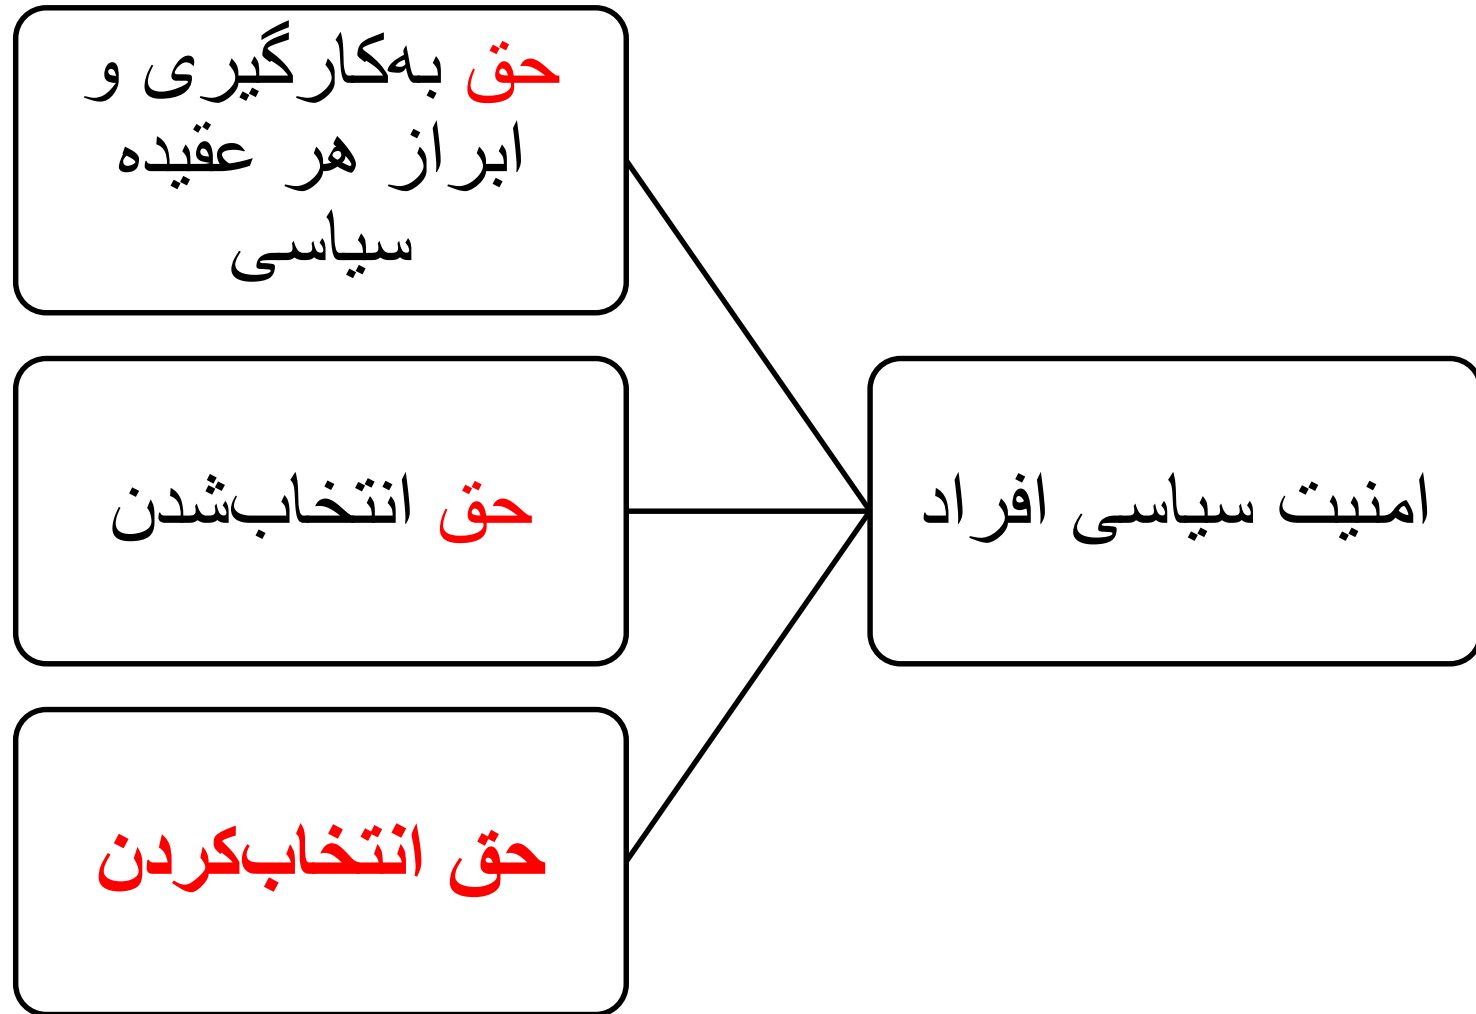 امنیت سیاسی افراد
حق به‌کارگیری و
ابراز هر عقیده
سیاسی
حق انتخاب‌شدن
حق انتخاب‌کردن